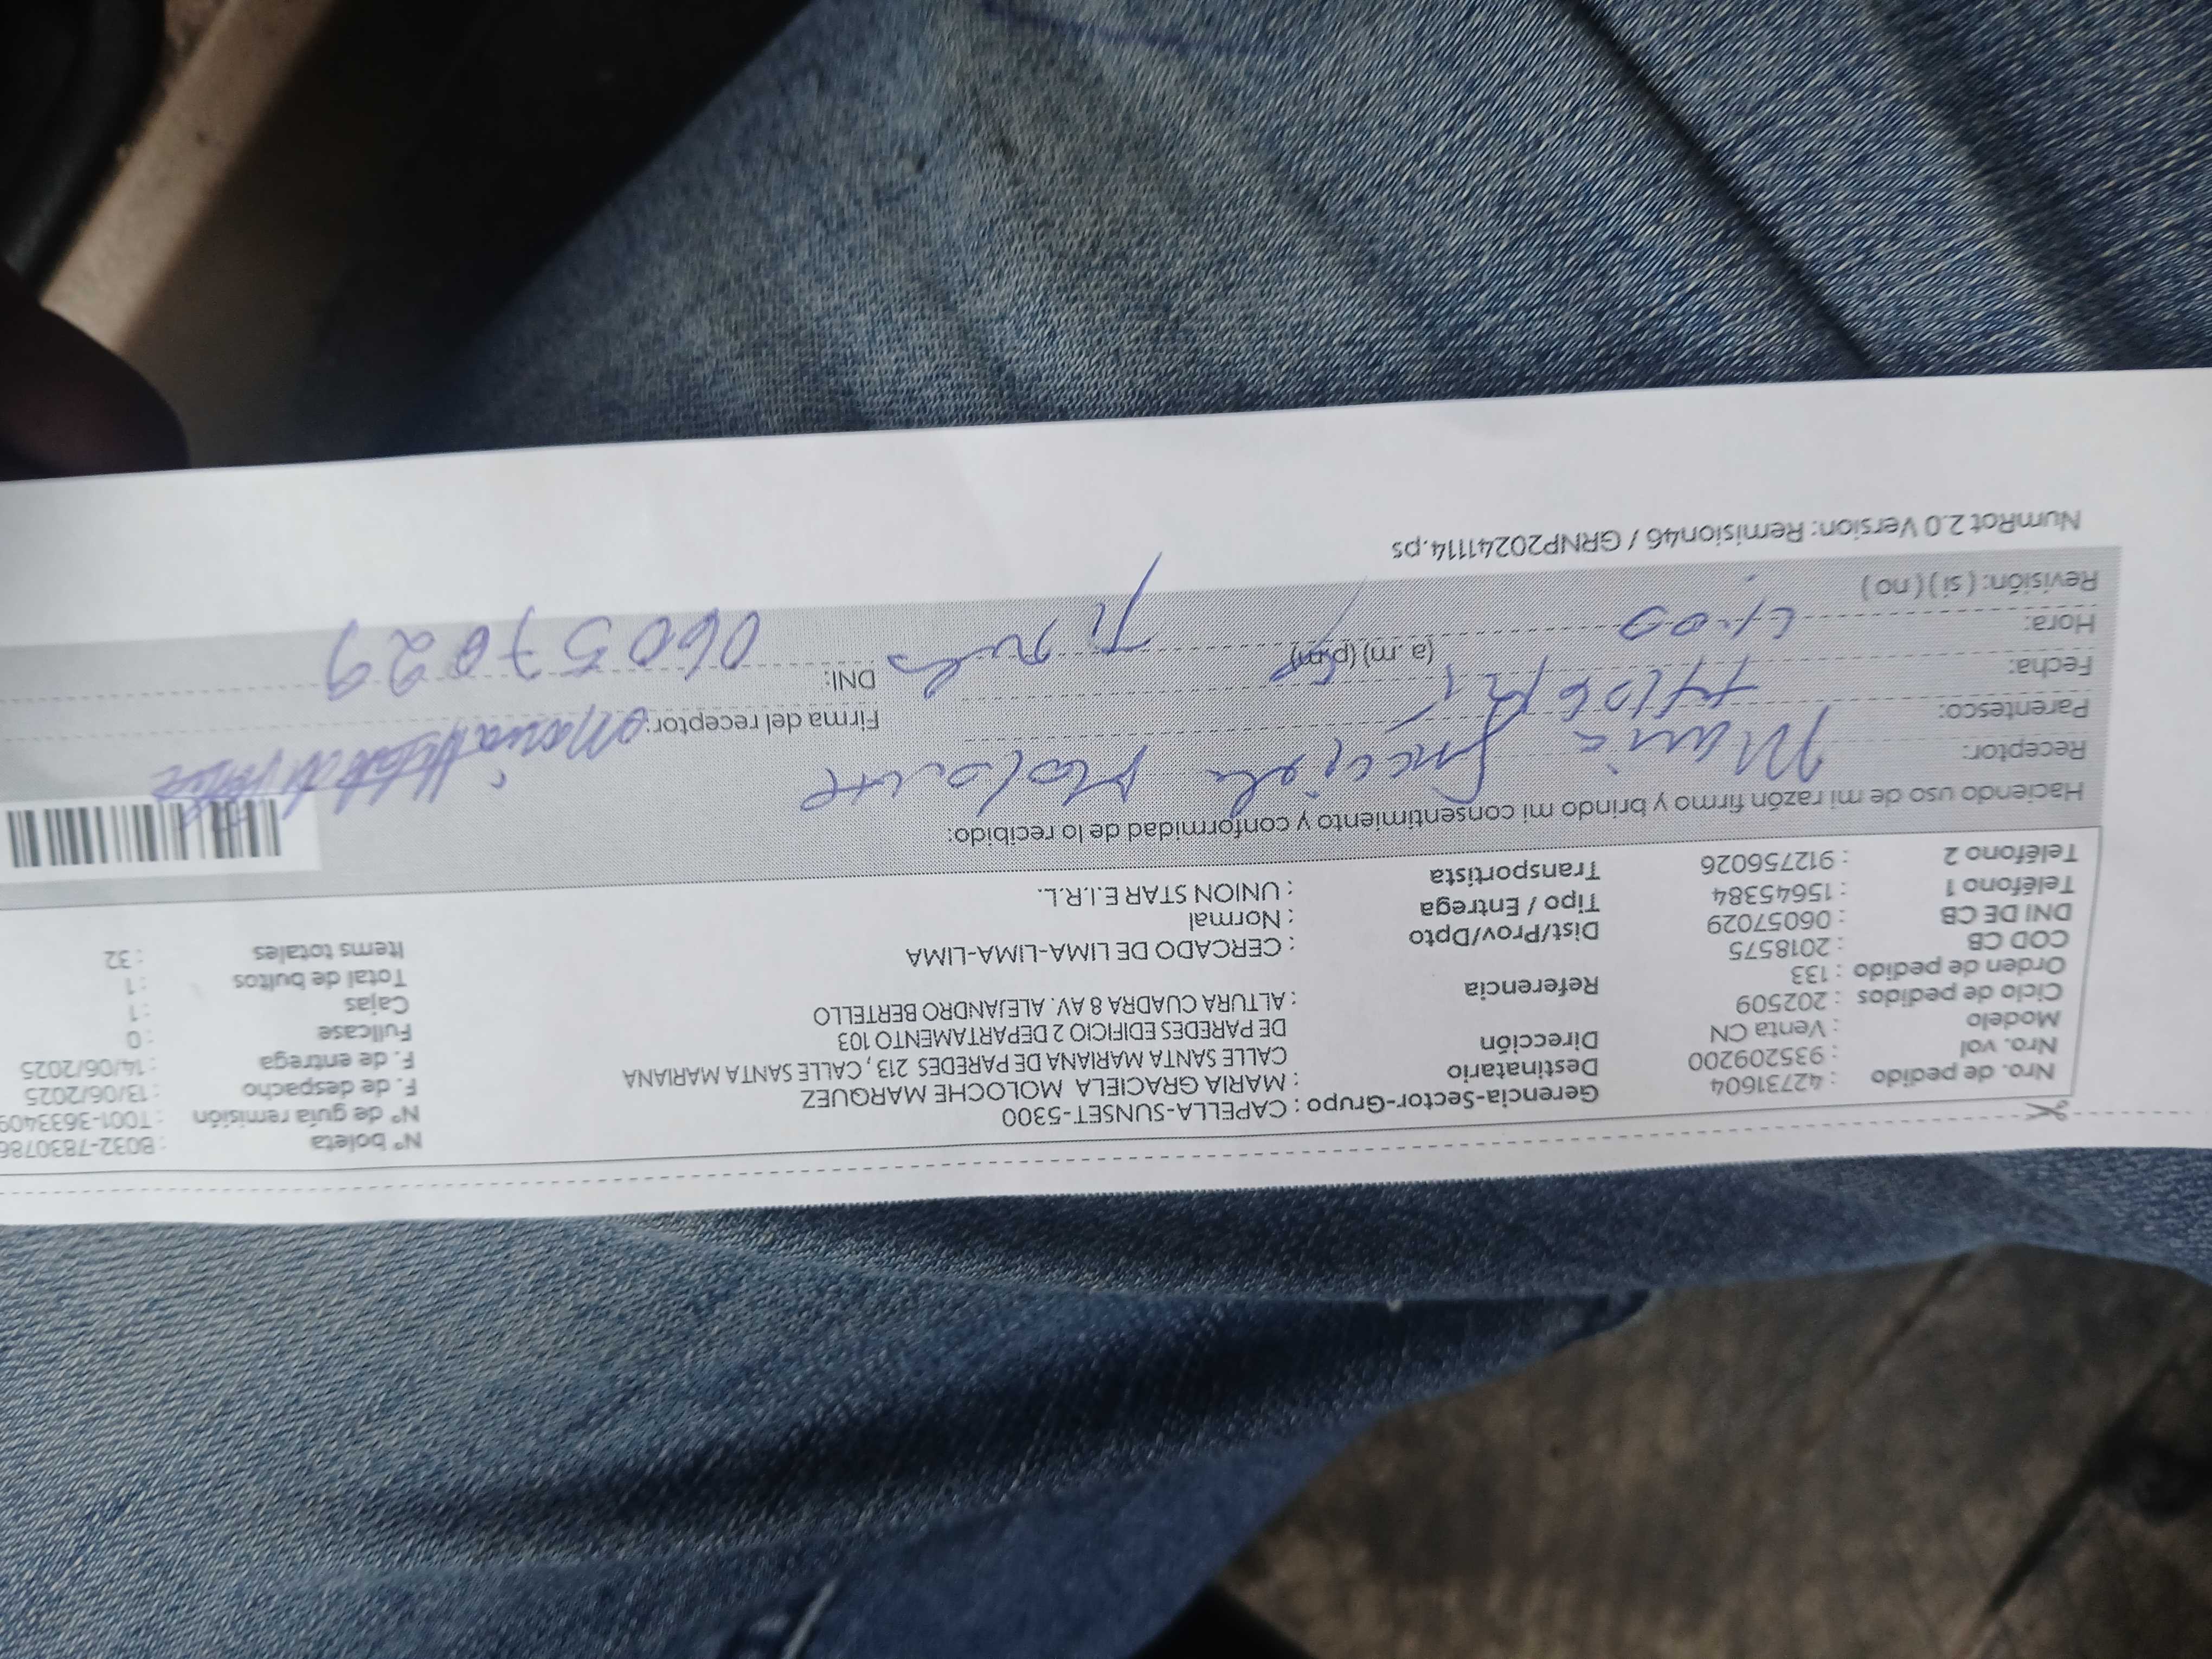 Nro. de pedido : 42731604
Nro. vol : 935209200
Modelo : Venta CN
Ciclo de pedidos : 202509
Orden de pedido : 133
COD CB : 2018575
DNI DE CB : 06057029
Teléfono 1 : 15645384
Teléfono 2 : 912756026
Gerencia-Sector-Grupo : CAPELLA-SUNSET-5300
Destinatario : MARIA GRACIELA MOLOCHE MARQUEZ
Dirección CALLE SANTA MARIANA DE PAREDES 213 , CALLE SANTA MARIANA
DE PAREDES EDIFICIO 2 DEPARTAMENTO 103
Referencia : ALTURA CUADRA 8 AV. ALEJANDRO BERTELLO
Dist/Prov/Dpto : CERCADO DE LIMA-LIMA-LIMA
Tipo / Entrega : Normal
Transportista : UNION STAR E.I.R.L.
N° boleta : B032-7830786
N° de guía remisión : T001-3633409
F. de despacho : 13/06/2025
F. de entrega : 14/06/2025
Fullcase : 0
Cajas : 1
Total de bultos : 1
Items totales : 32
Haciendo uso de mi razón firmo y brindo mi consentimiento y conformidad de lo recibido:
Receptor: Maria Graciela Moloche
Parentesco:
Fecha:
Hora: (a .m) (p.m)
Revisión: ( si ) ( no )
Firma del receptor: Maria
DNI: 06057029
NumRot 2.0 Version: Remision46 / GRNP20241114.ps